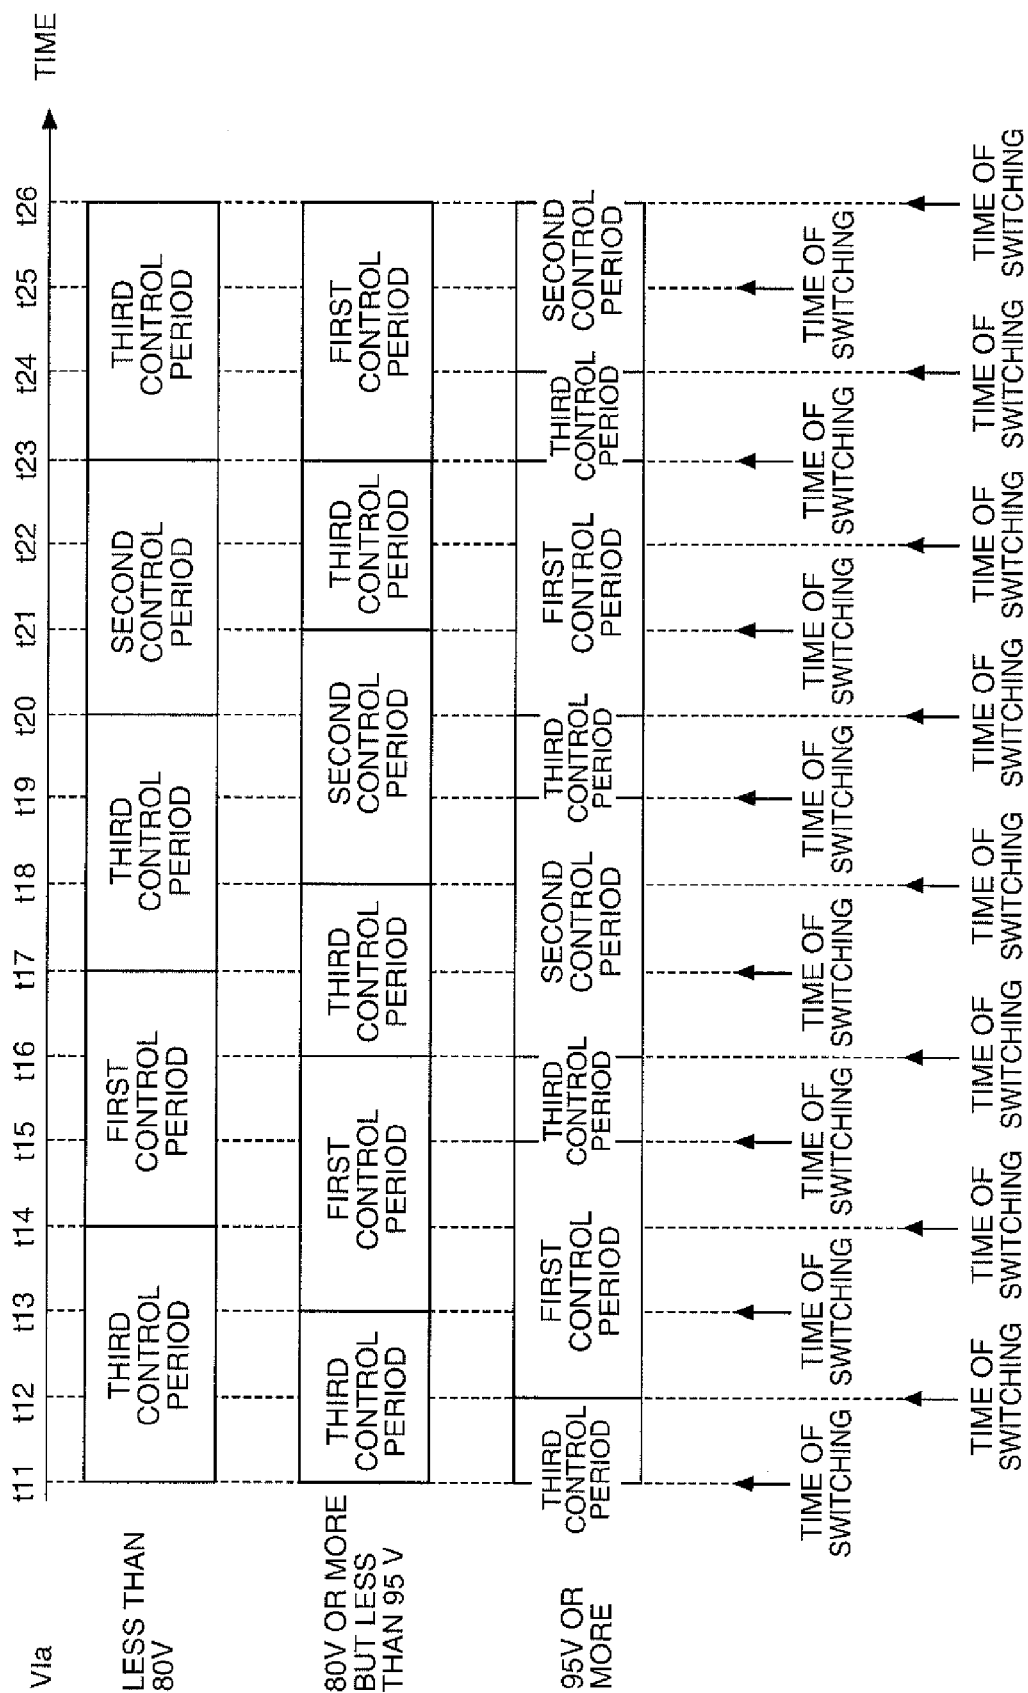 VIa
t11
t12
t13
t14
t15
t16
t17
t18
t19
t20
t21
t22
t23
t24
t25
t26
TIME
LESS THAN
80V
THIRD
CONTROL
PERIOD
FIRST
CONTROL
PERIOD
THIRD
CONTROL
PERIOD
SECOND
CONTROL
PERIOD
THIRD
CONTROL
PERIOD
80V OR MORE
BUT LESS
THAN 95 V
THIRD
CONTROL
PERIOD
FIRST
CONTROL
PERIOD
THIRD
CONTROL
PERIOD
SECOND
CONTROL
PERIOD
THIRD
CONTROL
PERIOD
FIRST
CONTROL
PERIOD
95V OR
MORE
THIRD
CONTROL
PERIOD
FIRST
CONTROL
PERIOD
THIRD
CONTROL
PERIOD
SECOND
CONTROL
PERIOD
THIRD
CONTROL
PERIOD
FIRST
CONTROL
PERIOD
THIRD
CONTROL
PERIOD
SECOND
CONTROL
PERIOD
TIME OF
SWITCHING
TIME OF
SWITCHING
TIME OF
SWITCHING
TIME OF
SWITCHING
TIME OF
SWITCHING
TIME OF
SWITCHING
TIME OF
SWITCHING
TIME OF
SWITCHING
TIME OF
SWITCHING
TIME OF
SWITCHING
TIME OF
SWITCHING
TIME OF
SWITCHING
TIME OF
SWITCHING
TIME OF
SWITCHING
TIME OF
SWITCHING
TIME OF
SWITCHING